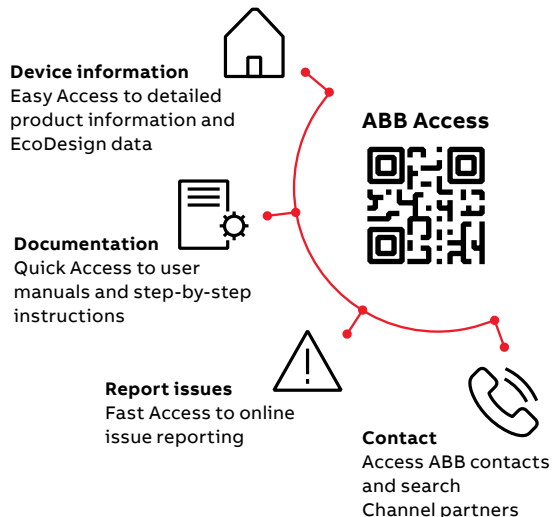 Device information
Easy Access to detailed
product information and
EcoDesign data
ABB Access
Documentation
Quick Access to user
manuals and step-by-step
instructions
Report issues
Fast Access to online
issue reporting
Contact
Access ABB contacts
and search
Channel partners